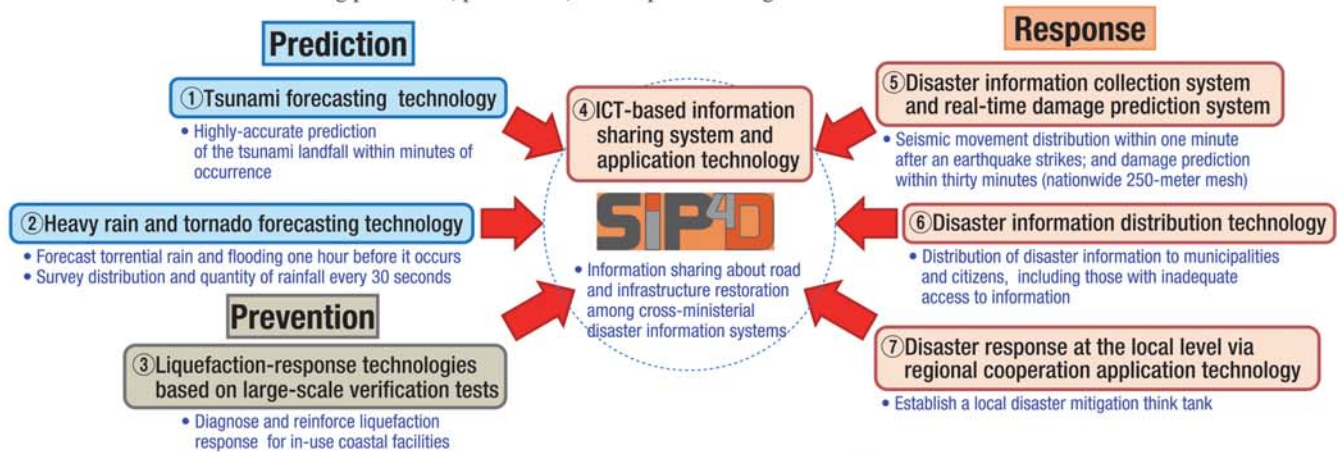 Prediction
①Tsunami forecasting technology
• Highly-accurate prediction
of the tsunami landfall within minutes of
occurrence
②Heavy rain and tornado forecasting technology
• Forecast torrential rain and flooding one hour before it occurs
• Survey distribution and quantity of rainfall every 30 seconds
Prevention
③Liquefaction-response technologies
based on large-scale verification tests
• Diagnose and reinforce liquefaction
response for in-use coastal facilities
④ICT-based information
sharing system and
application technology
SiP4D
• Information sharing about road
and infrastructure restoration
among cross-ministerial
disaster information systems
Response
⑤Disaster information collection system
and real-time damage prediction system
• Seismic movement distribution within one minute
after an earthquake strikes; and damage prediction
within thirty minutes (nationwide 250-meter mesh)
⑥Disaster information distribution technology
• Distribution of disaster information to municipalities
and citizens, including those with inadequate
access to information
⑦Disaster response at the local level via
regional cooperation application technology
• Establish a local disaster mitigation think tank